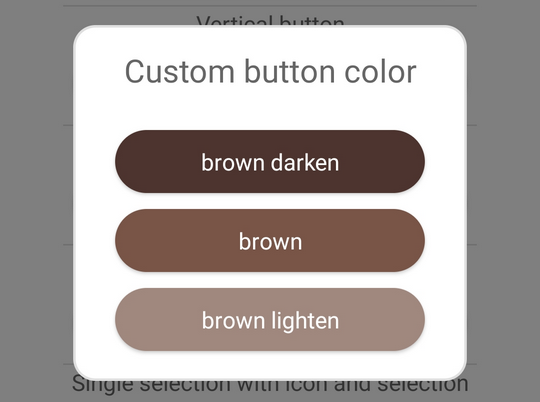 Vertical button
Custom button color
brown darken
brown
brown lighten
Single selection with icon and selection